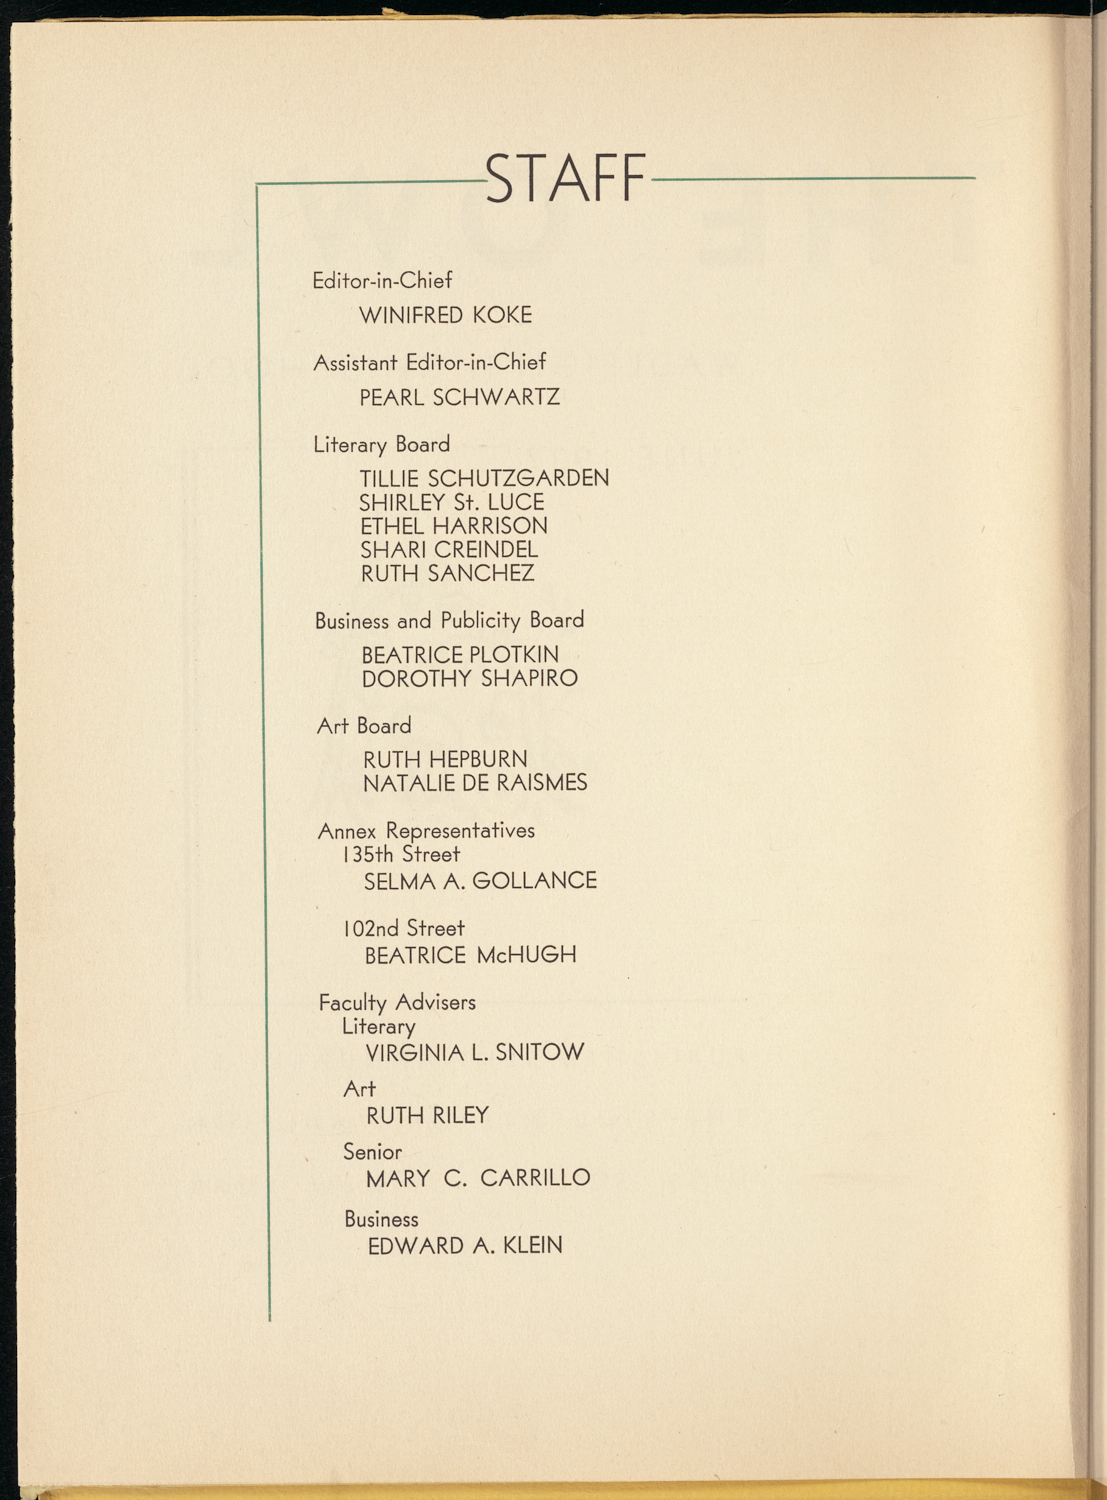 STAFF
Editor-in-Chief
WINIFRED KOKE
Assistant Editor-in-Chief
PEARL SCHWARTZ
Literary Board
TILLIE SCHUTZGARDEN
SHIRLEY St. LUCE
ETHEL HARRISON
SHARI CREINDEL
RUTH SANCHEZ
Business and Publicity Board
BEATRICE PLOTKIN
DOROTHY SHAPIRO
Art Board
RUTH HEPBURN
NATALIE DE RAISMES
Annex Representatives
135th Street
SELMA A. GOLLANCE
102nd Street
BEATRICE McHUGH
Faculty Advisers
Literary
VIRGINIA L. SNITOW
Art
RUTH RILEY
Senior
MARY C. CARRILLO
Business
EDWARD A. KLEIN